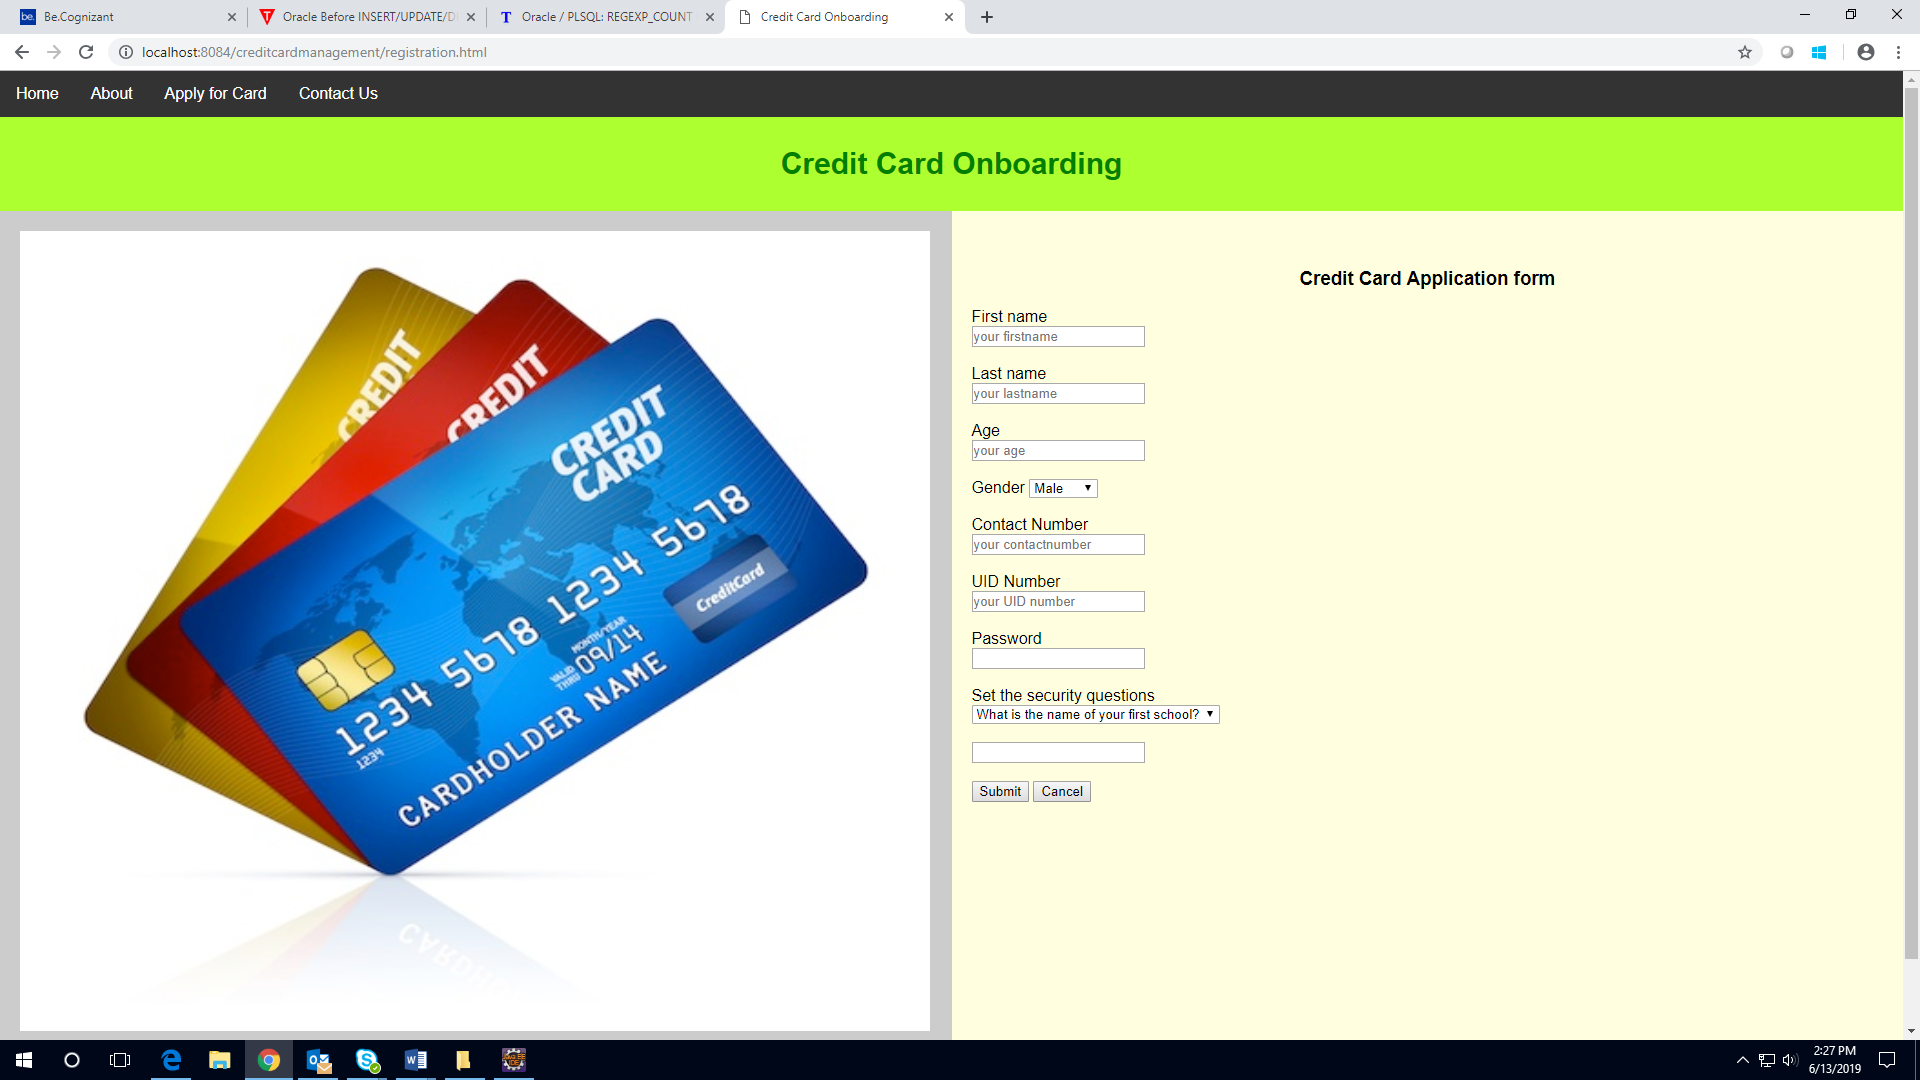 be. Be.Cognizant
Oracle Before INSERT/UPDATE/D
T Oracle / PLSQL: REGEXP_COUNT
Credit Card Onboarding
localhost:8084/creditcardmanagement/registration.html
Home About Apply for Card Contact Us
Credit Card Onboarding
CREDIT
CREDIT
CREDIT
CARD
1234 5678 1234 5678
CreditCard
1234
MONTH/YEAR
VALID
THRU
09/14
CARDHOLDER NAME
Credit Card Application form
First name
your firstname
Last name
your lastname
Age
your age
Gender Male
Contact Number
your contactnumber
UID Number
your UID number
Password
Set the security questions
What is the name of your first school?
Submit Cancel
2:27 PM
6/13/2019